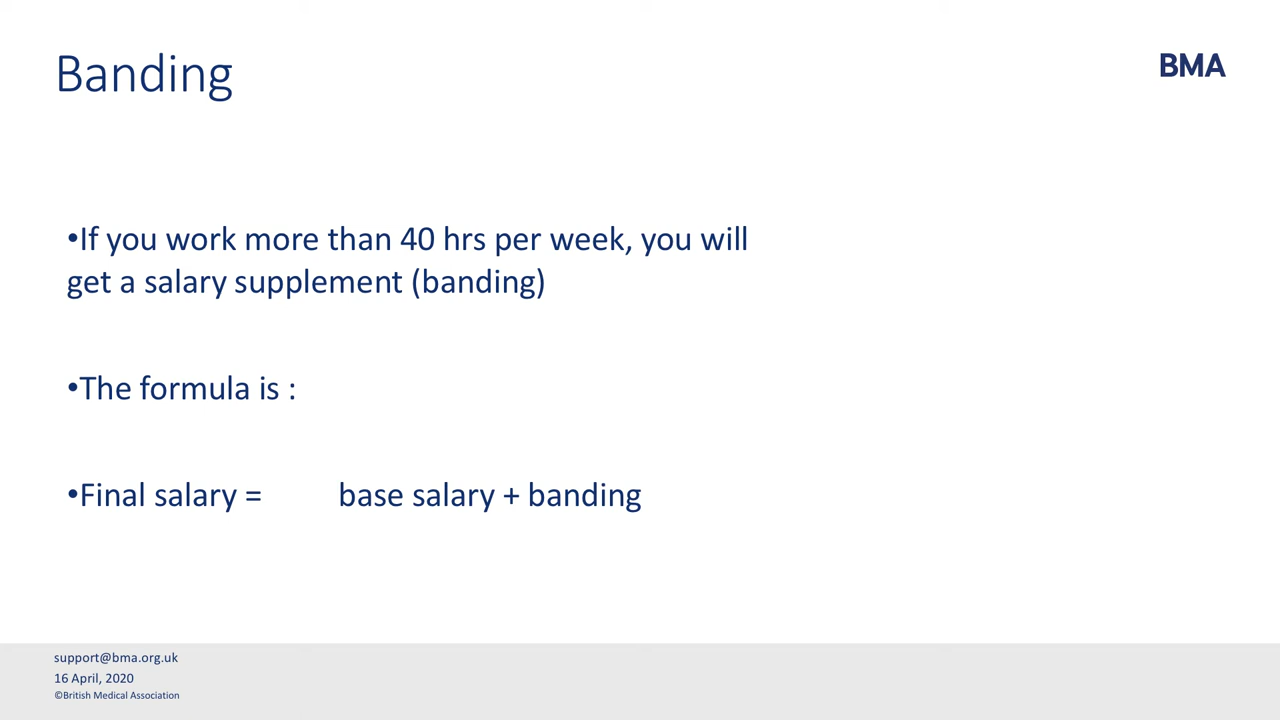 Banding
BMA
•If you work more than 40 hrs per week, you will
get a salary supplement (banding)
•The formula is :
•Final salary = base salary + banding
support@bma.org.uk
16 April, 2020
©British Medical Association